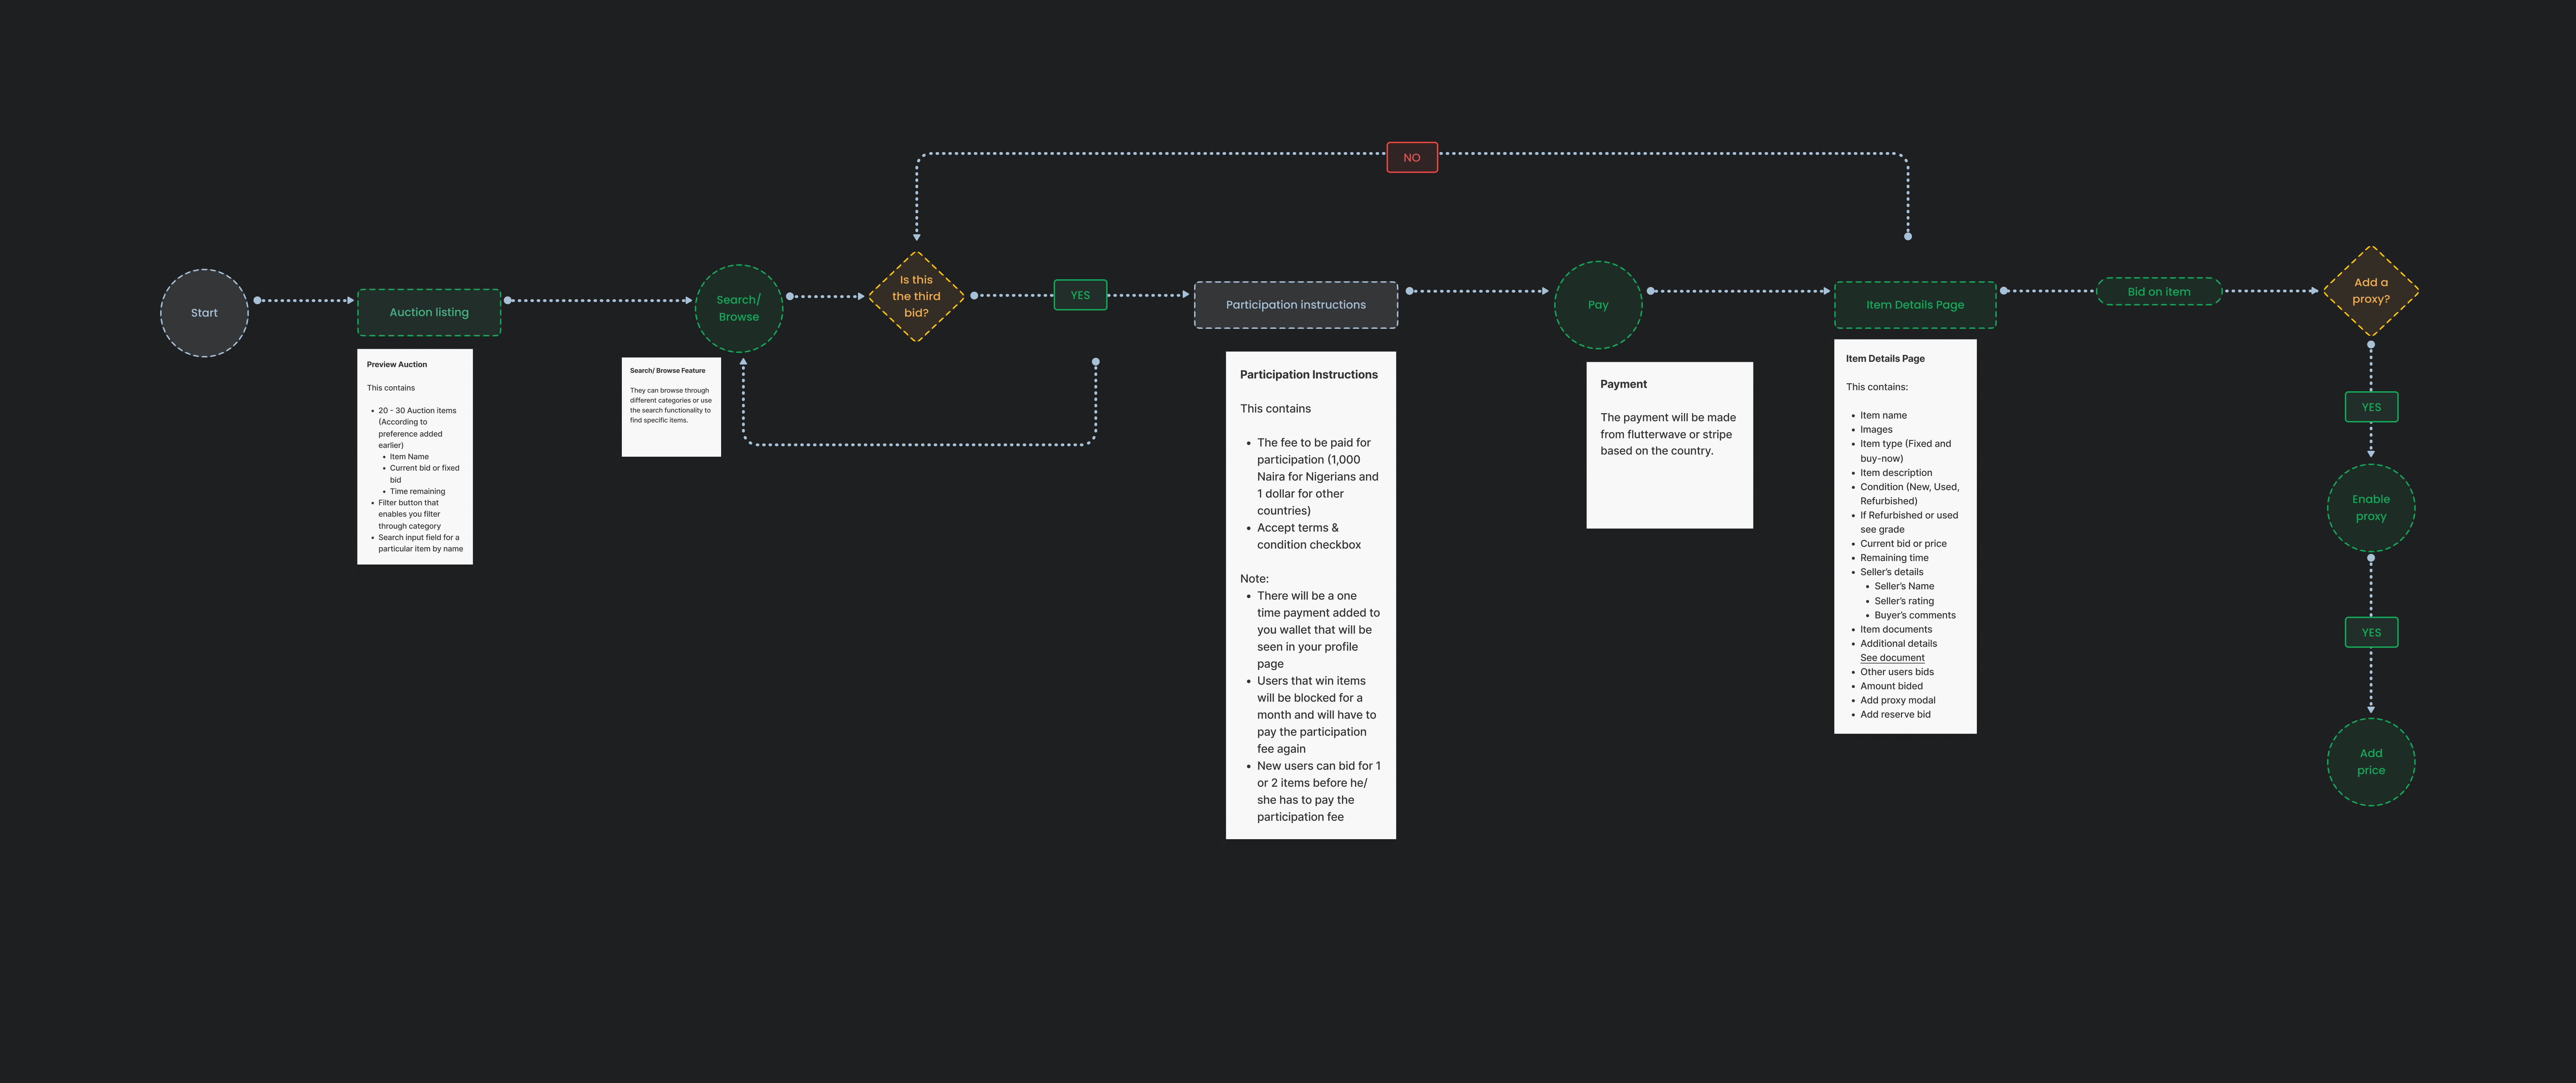 NO
Start
Auction listing
Search/
Browse
Is this
the third
bid?
YES
Participation instructions
Pay
Item Details Page
Bid on item
Add a
proxy?
YES
Enable
proxy
YES
Add
price
Preview Auction
This contains
• 20 - 30 Auction items
(According to
preference added
earlier)
• Item Name
• Current bid or fixed
bid
• Time remaining
• Filter button that
enables you filter
through category
• Search input field for a
particular item by name
Search/ Browse Feature
They can browse through
different categories or use
the search functionality to
find specific items.
Participation Instructions
This contains
• The fee to be paid for
participation (1,000
Naira for Nigerians and
1 dollar for other
countries)
• Accept terms &
condition checkbox
Note:
• There will be a one
time payment added to
you wallet that will be
seen in your profile
page
• Users that win items
will be blocked for a
month and will have to
pay the participation
fee again
• New users can bid for 1
or 2 items before he/
she has to pay the
participation fee
Payment
The payment will be made
from flutterwave or stripe
based on the country.
Item Details Page
This contains:
• Item name
• Images
• Item type (Fixed and
buy-now)
• Item description
• Condition (New, Used,
Refurbished)
• If Refurbished or used
see grade
• Current bid or price
• Remaining time
• Seller’s details
• Seller’s Name
• Seller’s rating
• Buyer’s comments
• Item documents
• Additional details
See document
• Other users bids
• Amount bided
• Add proxy modal
• Add reserve bid